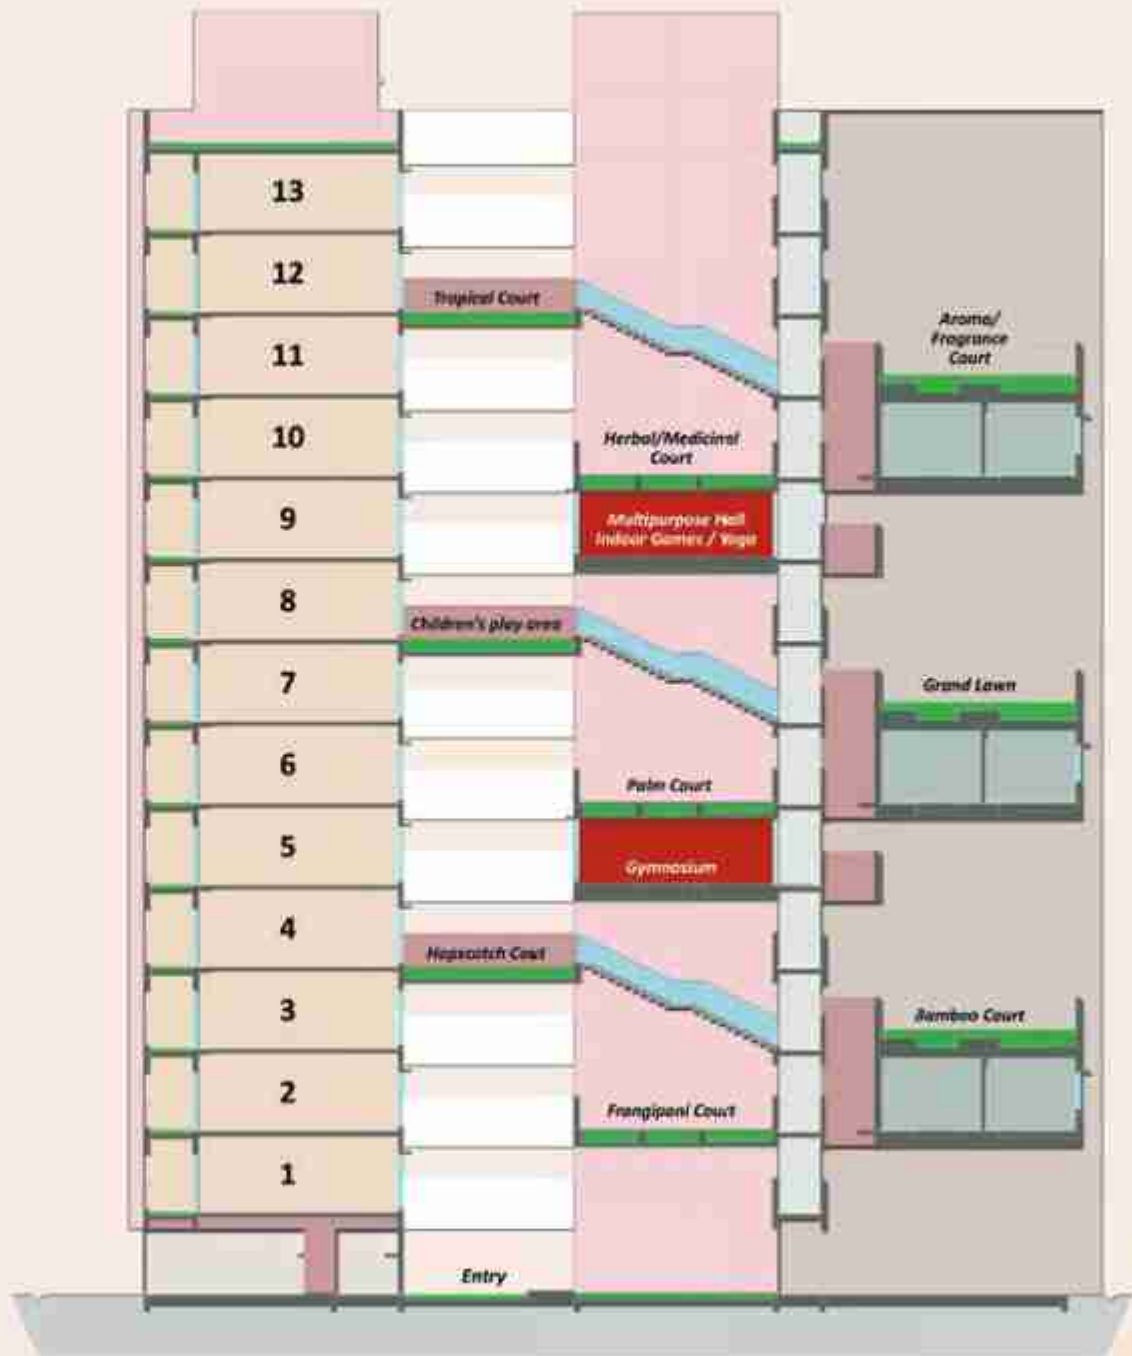 13
12
Tropical Court
11
Aroma/
Fragrance
Court
10
Herbal/Medicinal
Court
9
Multipurpose Hall
Indoor Games / Yoga
8
Children's play area
7
Grand Lawn
6
Palm Court
5
Gymnasium
4
Hopscotch Court
3
Bamboo Court
2
Frangipani Court
1
Entry